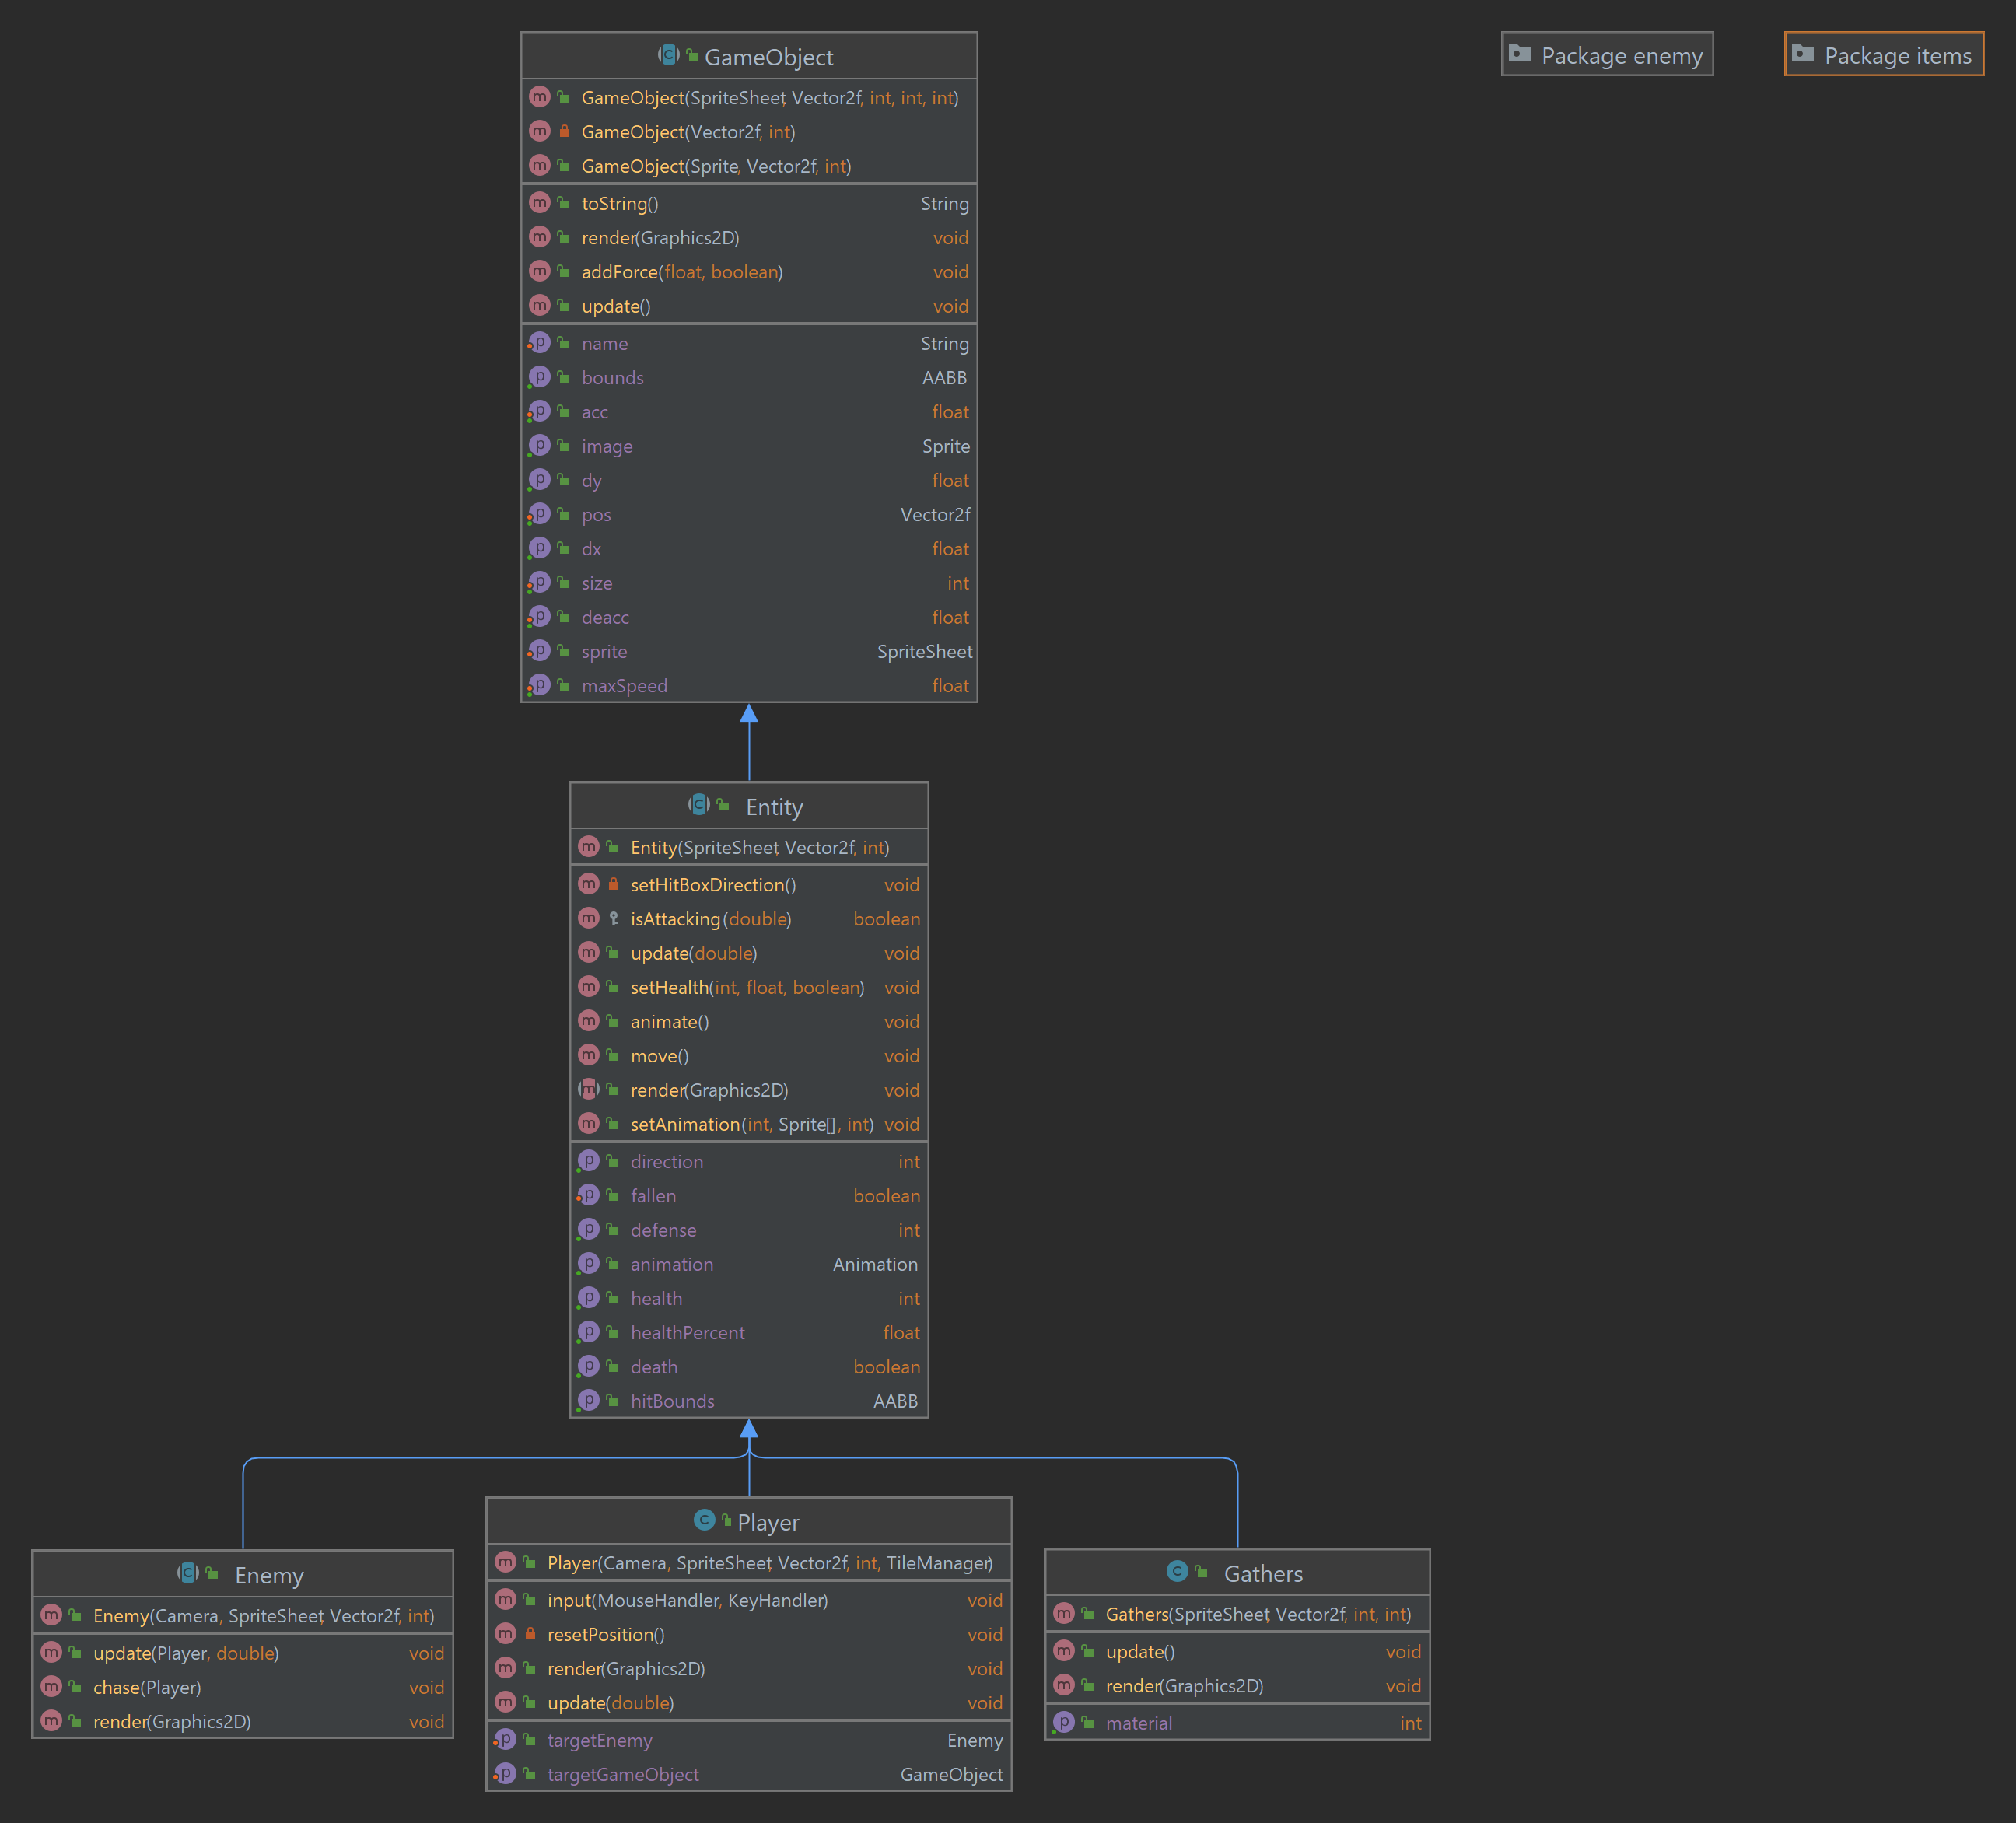 GameObject
GameObject(SpriteSheet, Vector2f, int, int, int)
GameObject(Vector2f, int)
GameObject(Sprite, Vector2f, int)
toString() String
render(Graphics2D) void
addForce(float, boolean) void
update() void
name String
bounds AABB
acc float
image Sprite
dy float
pos Vector2f
dx float
size int
deacc float
sprite SpriteSheet
maxSpeed float
Package enemy
Package items
Entity
Entity(SpriteSheet, Vector2f, int)
setHitBoxDirection() void
isAttacking(double) boolean
update(double) void
setHealth(int, float, boolean) void
animate() void
move() void
render(Graphics2D) void
setAnimation(int, Sprite[], int) void
direction int
fallen boolean
defense int
animation Animation
health int
healthPercent float
death boolean
hitBounds AABB
Enemy
Enemy(Camera, SpriteSheet, Vector2f, int)
update(Player, double) void
chase(Player) void
render(Graphics2D) void
Player
Player(Camera, SpriteSheet, Vector2f, int, TileManager)
input(MouseHandler, KeyHandler) void
resetPosition() void
render(Graphics2D) void
update(double) void
targetEnemy Enemy
targetGameObject GameObject
Gathers
Gathers(SpriteSheet, Vector2f, int, int)
update() void
render(Graphics2D) void
material int